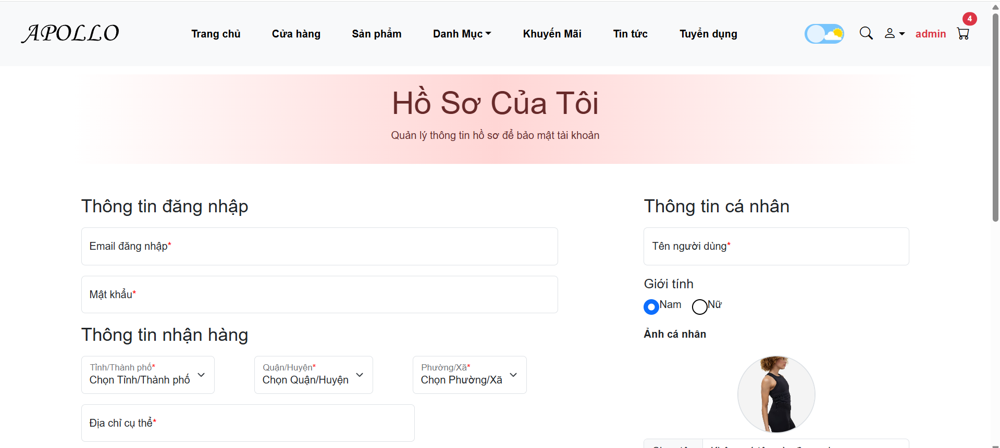 APOLLO
Trang chủ
Cửa hàng
Sản phẩm
Danh Mục
Khuyến Mãi
Tin tức
Tuyển dụng
admin
4
Hồ Sơ Của Tôi
Quản lý thông tin hồ sơ để bảo mật tài khoản
Thông tin đăng nhập
Email đăng nhập*
Mật khẩu*
Thông tin nhận hàng
Tỉnh/Thành phố*
Chọn Tỉnh/Thành phố
Quận/Huyện*
Chọn Quận/Huyện
Phường/Xã*
Chọn Phường/Xã
Địa chỉ cụ thể*
Thông tin cá nhân
Tên người dùng*
Giới tính
Nam
Nữ
Ảnh cá nhân